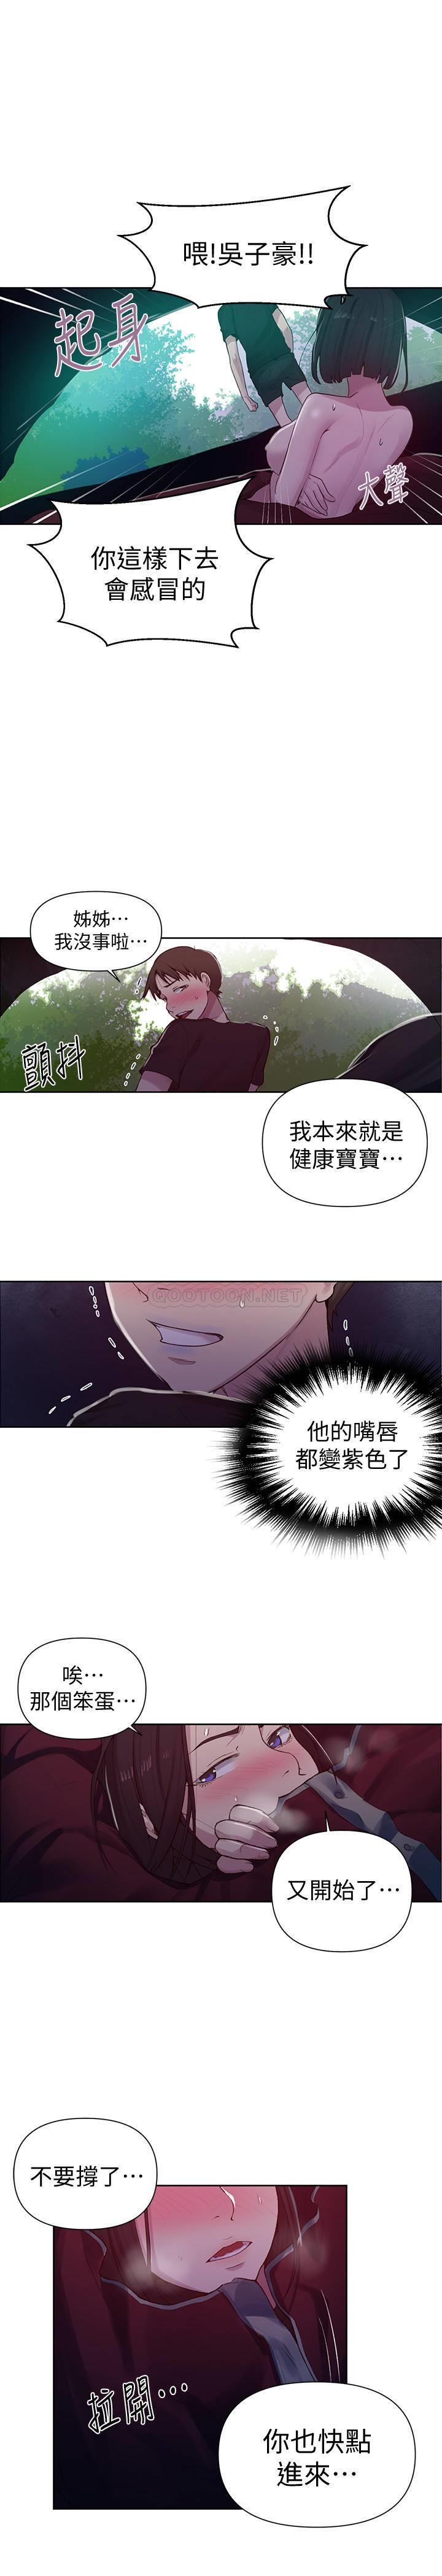 喂!吳子豪!!
起身
大聲
你這樣下去
會感冒的
姊姊⋯
我沒事啦⋯
顫抖
我本來就是
健康寶寶⋯
QOOTOON.NET
他的嘴唇
都變紫色了
唉⋯
那個笨蛋⋯
又開始了⋯
不要撐了⋯
拉開⋯
你也快點
進來⋯